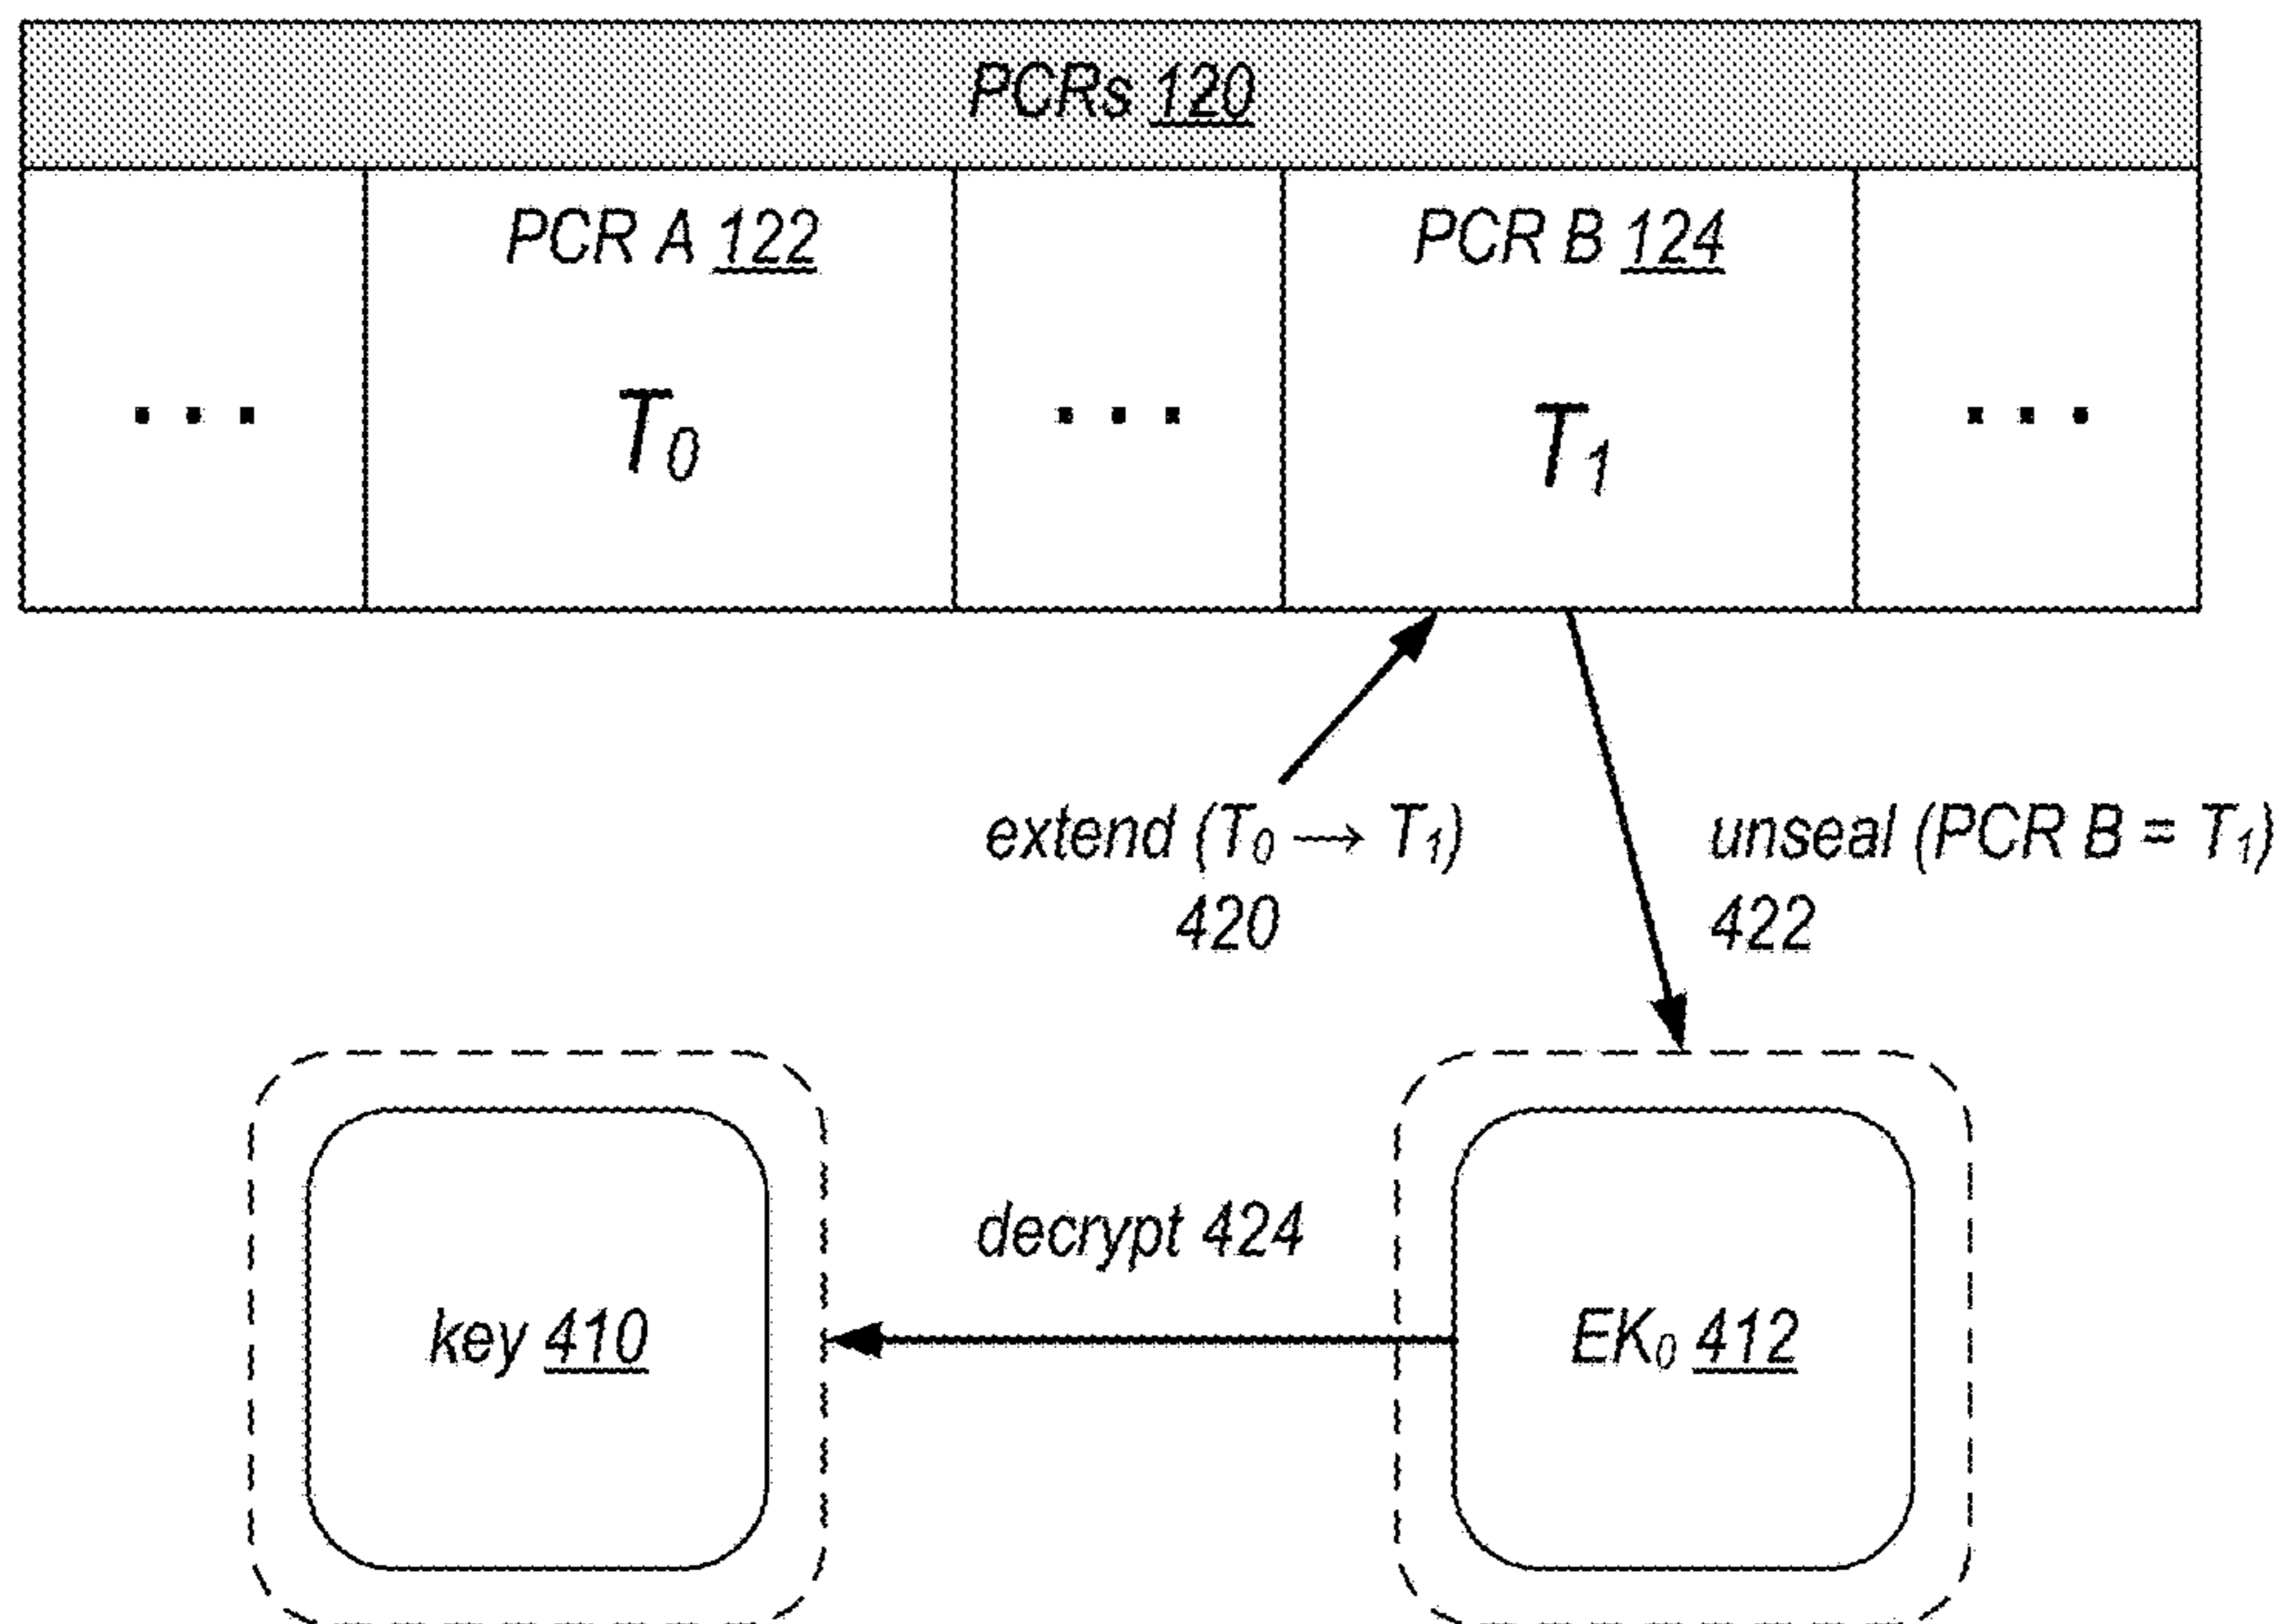 PCRs 120
PCR A 122
PCR B 124
...
T0
...
T1
...
extend (T0 → T1)
420
unseal (PCR B = T1)
422
decrypt 424
key 410
EK0 412